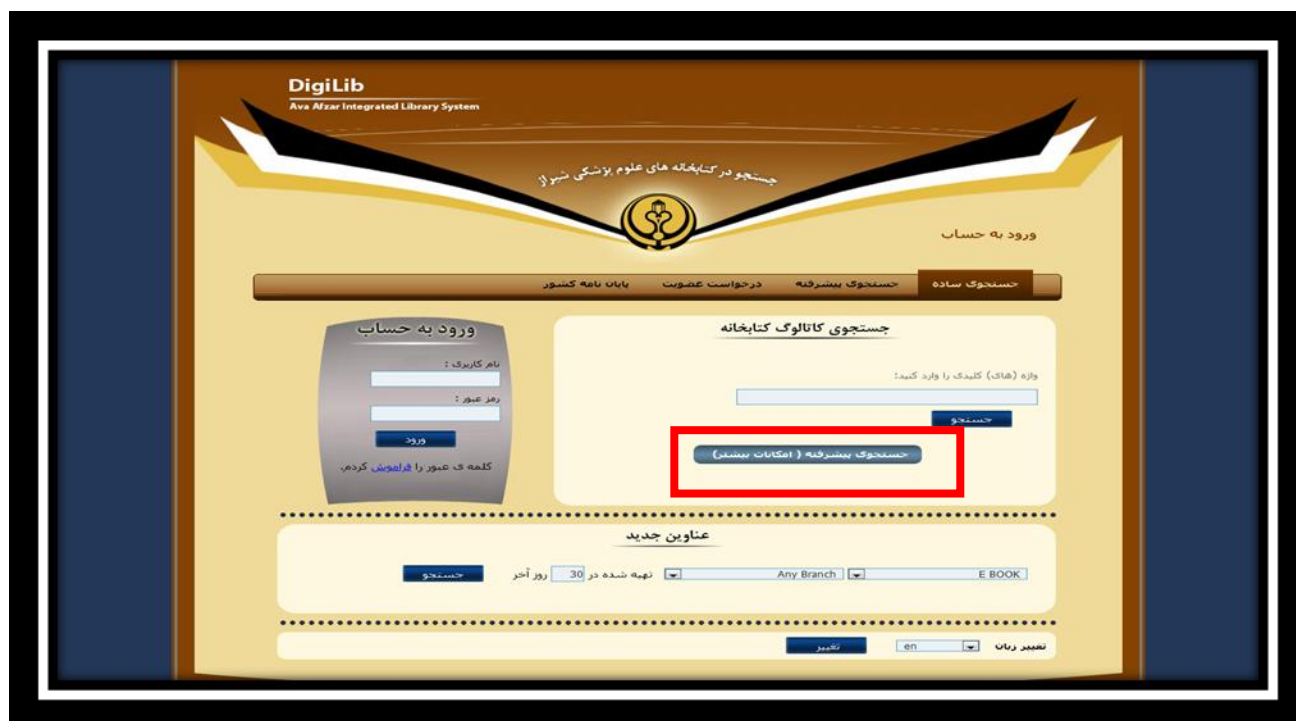 DigiLib
Ava Afzar Integrated Library System
جستجو در کتابخانه های علوم پزشکی شیراز
ورود به حساب
جستجوی ساده جستجوی پیشرفته درخواست عضویت پایان نامه کشور
جستجوی کاتالوگ کتابخانه
واژه (های) کلیدی را وارد کنید:
جستجو
جستجوی پیشرفته ( امکانات بیشتر)
ورود به حساب
نام کاربری :
رمز عبور :
ورود
کلمه ی عبور را فراموش کردم.
عناوین جدید
E BOOK Any Branch تهیه شده در 30 روز آخر جستجو
تغییر زبان en تغییر